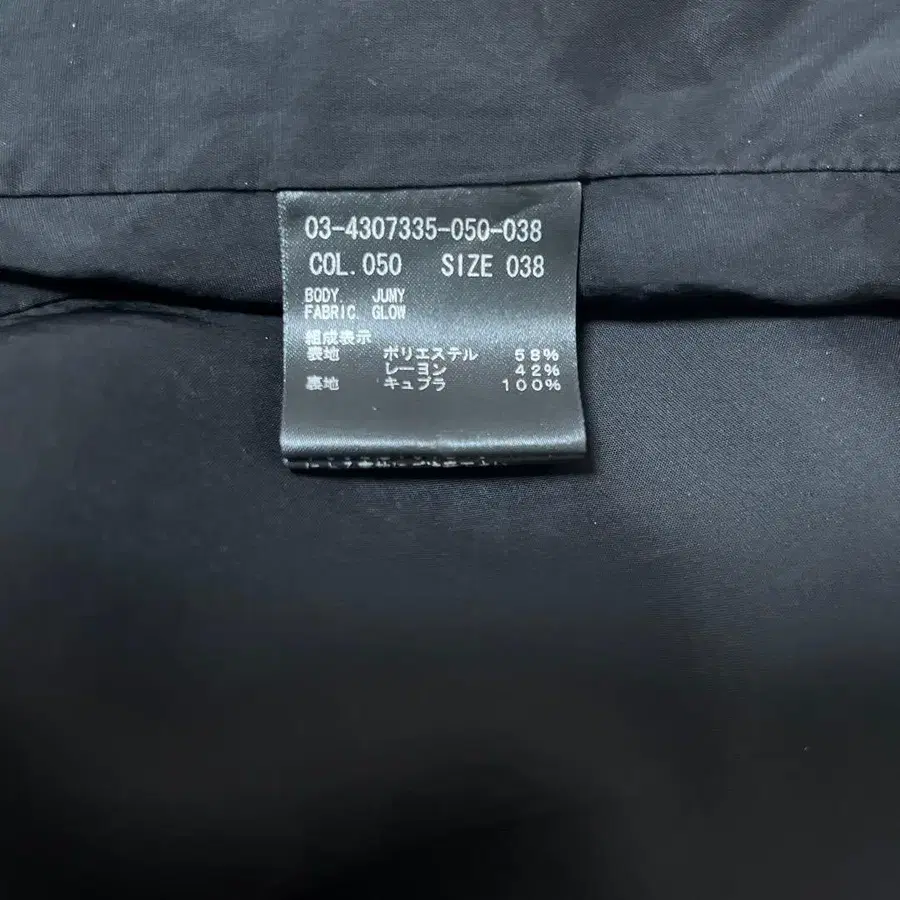 03-4307335-050-038
COL.050 SIZE 038
BODY. JUMY
FABRIC. GLOW
組成表示
表地 ポリエステル 58%
レーヨン 42%
裏地 キュプラ 100%